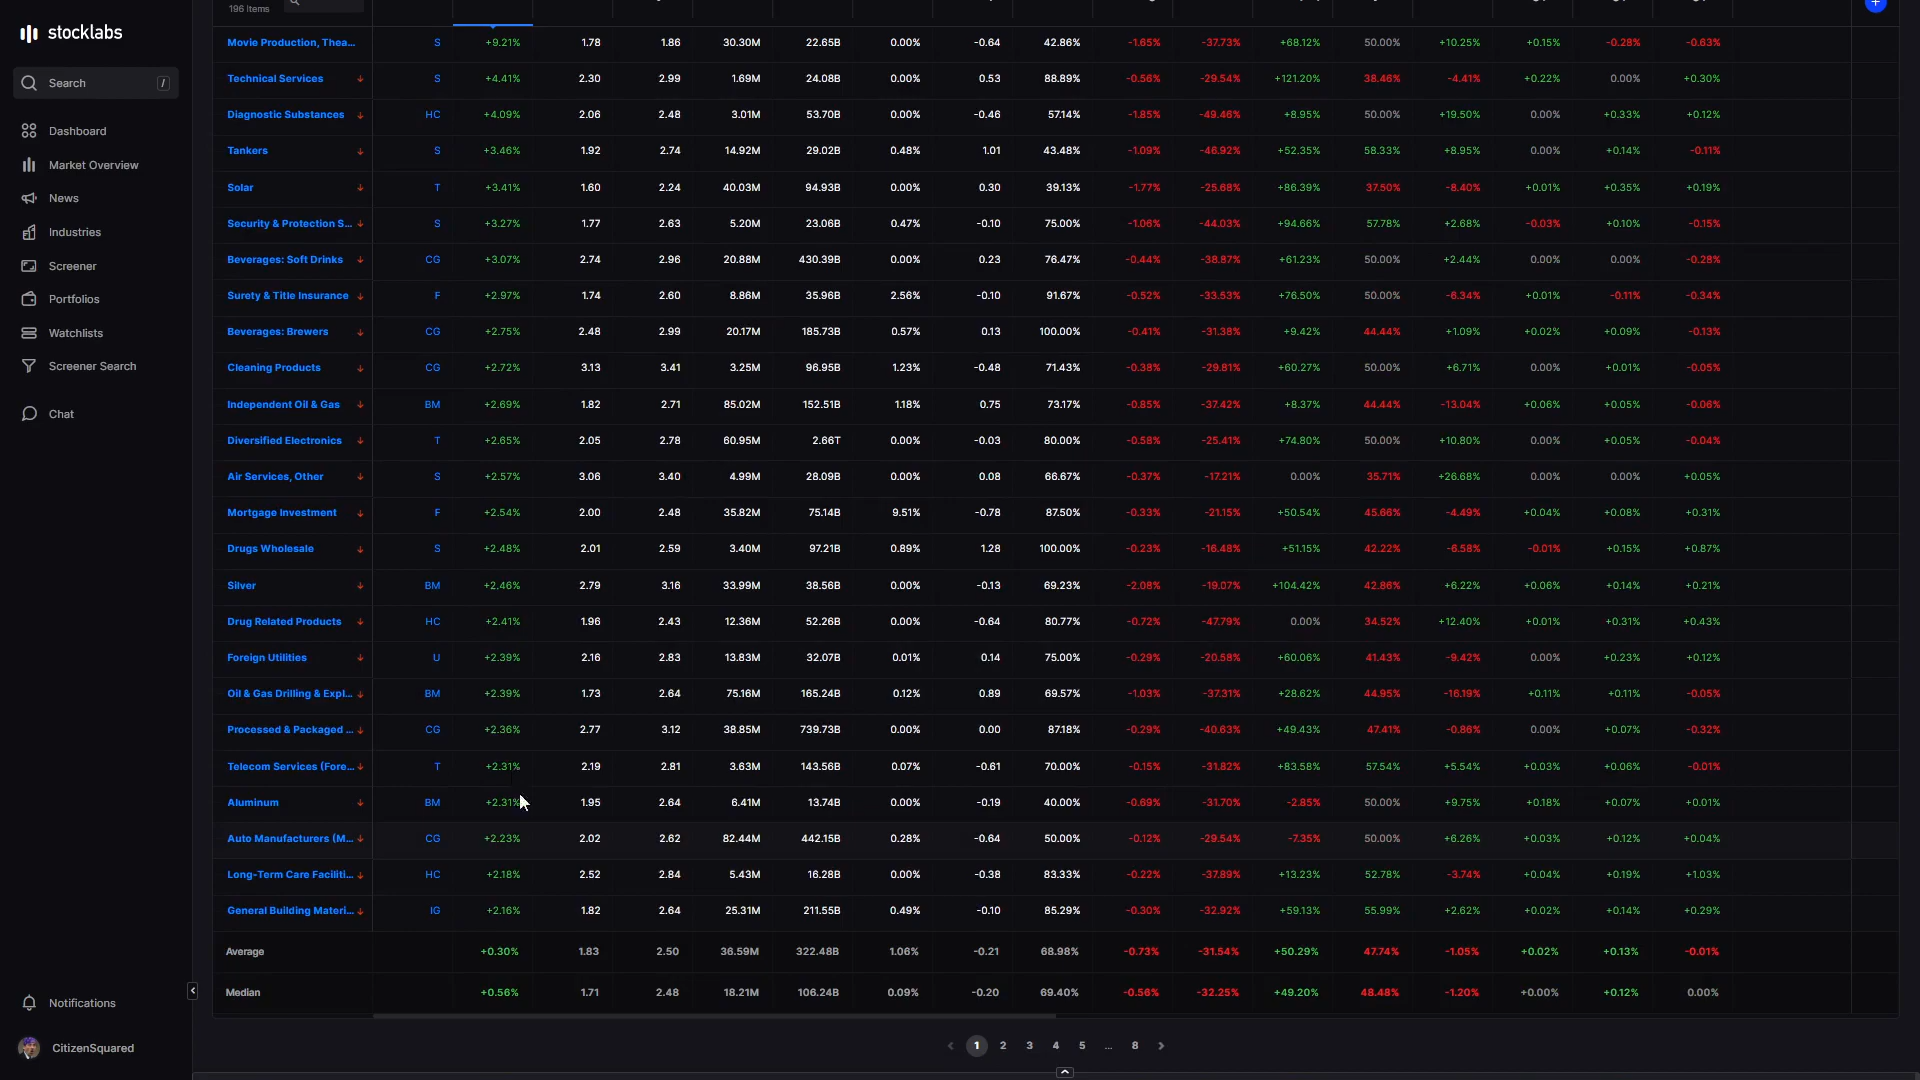 196 Items
stocklabs
Search /
Dashboard
Market Overview
News
Industries
Screener
Portfolios
Watchlists
Screener Search
Chat
Notifications
CitizenSquared
Movie Production, Thea... S +9.21% 1.78 1.86 30.30M 22.65B 0.00% -0.64 42.86% -1.65% -37.73% +68.12% 50.00% +10.25% +0.15% -0.28% -0.63%
Technical Services S +4.41% 2.30 2.99 1.69M 24.08B 0.00% 0.53 88.89% -0.56% -29.54% +121.20% 38.46% -4.41% +0.22% 0.00% +0.30%
Diagnostic Substances HC +4.09% 2.06 2.48 3.01M 53.70B 0.00% -0.46 57.14% -1.85% -49.46% +8.95% 50.00% +19.50% 0.00% +0.33% +0.12%
Tankers S +3.46% 1.92 2.74 14.92M 29.02B 0.48% 1.01 43.48% -1.09% -46.92% +52.35% 58.33% +8.95% 0.00% +0.14% -0.11%
Solar T +3.41% 1.60 2.24 40.03M 94.93B 0.00% 0.30 39.13% -1.77% -25.68% +86.39% 37.50% -8.40% +0.01% +0.35% +0.19%
Security & Protection S... S +3.27% 1.77 2.63 5.20M 23.06B 0.47% -0.10 75.00% -1.06% -44.03% +94.66% 57.78% +2.68% -0.03% +0.10% -0.15%
Beverages: Soft Drinks CG +3.07% 2.74 2.96 20.88M 430.39B 0.00% 0.23 76.47% -0.44% -38.87% +61.23% 50.00% +2.44% 0.00% 0.00% -0.28%
Surety & Title Insurance F +2.97% 1.74 2.60 8.86M 35.96B 2.56% -0.10 91.67% -0.52% -33.53% +76.50% 50.00% -6.34% +0.01% -0.11% -0.34%
Beverages: Brewers CG +2.75% 2.48 2.99 20.17M 185.73B 0.57% 0.13 100.00% -0.41% -31.38% +9.42% 44.44% +1.09% +0.02% +0.09% -0.13%
Cleaning Products CG +2.72% 3.13 3.41 3.25M 96.95B 1.23% -0.48 71.43% -0.38% -29.81% +60.27% 50.00% +6.71% 0.00% +0.01% -0.05%
Independent Oil & Gas BM +2.69% 1.82 2.71 85.02M 152.51B 1.18% 0.75 73.17% -0.85% -37.42% +8.37% 44.44% -13.04% +0.06% +0.05% -0.06%
Diversified Electronics T +2.65% 2.05 2.78 60.95M 2.66T 0.00% -0.03 80.00% -0.58% -25.41% +74.80% 50.00% +10.80% 0.00% +0.05% -0.04%
Air Services, Other S +2.57% 3.06 3.40 4.99M 28.09B 0.00% 0.08 66.67% -0.37% -17.21% 0.00% 35.71% +26.68% 0.00% 0.00% +0.05%
Mortgage Investment F +2.54% 2.00 2.48 35.82M 75.14B 9.51% -0.78 87.50% -0.33% -21.15% +50.54% 45.66% -4.49% +0.04% +0.08% +0.31%
Drugs Wholesale S +2.48% 2.01 2.59 3.40M 97.21B 0.89% 1.28 100.00% -0.23% -16.48% +51.15% 42.22% -6.58% -0.01% +0.15% +0.87%
Silver BM +2.46% 2.79 3.16 33.99M 38.56B 0.00% -0.13 69.23% -2.08% -19.07% +104.42% 42.86% +6.22% +0.06% +0.14% +0.21%
Drug Related Products HC +2.41% 1.96 2.43 12.36M 52.26B 0.00% -0.64 80.77% -0.72% -47.79% 0.00% 34.52% +12.40% +0.01% +0.31% +0.43%
Foreign Utilities U +2.39% 2.16 2.83 13.83M 32.07B 0.01% 0.14 75.00% -0.29% -20.58% +60.06% 41.43% -9.42% 0.00% +0.23% +0.12%
Oil & Gas Drilling & Expl... BM +2.39% 1.73 2.64 75.16M 165.24B 0.12% 0.89 69.57% -1.03% -37.31% +28.62% 44.95% -16.19% +0.11% +0.11% -0.05%
Processed & Packaged ... CG +2.36% 2.77 3.12 38.85M 739.73B 0.00% 0.00 87.18% -0.29% -40.63% +49.43% 47.41% -0.86% 0.00% +0.07% -0.32%
Telecom Services (Fore... T +2.31% 2.19 2.81 3.63M 143.56B 0.07% -0.61 70.00% -0.15% -31.82% +83.58% 57.54% +5.54% +0.03% +0.06% -0.01%
Aluminum BM +2.31% 1.95 2.64 6.41M 13.74B 0.00% -0.19 40.00% -0.69% -31.70% -2.85% 50.00% +9.75% +0.18% +0.07% +0.01%
Auto Manufacturers (M... CG +2.23% 2.02 2.62 82.44M 442.15B 0.28% -0.64 50.00% -0.12% -29.54% -7.35% 50.00% +6.26% +0.03% +0.12% +0.04%
Long-Term Care Faciliti... HC +2.18% 2.52 2.84 5.43M 16.28B 0.00% -0.38 83.33% -0.22% -37.89% +13.23% 52.78% -3.74% +0.04% +0.19% +1.03%
General Building Materi... IG +2.16% 1.82 2.64 25.31M 211.55B 0.49% -0.10 85.29% -0.30% -32.92% +59.13% 55.99% +2.62% +0.02% +0.14% +0.29%
Average +0.30% 1.83 2.50 36.59M 322.48B 1.06% -0.21 68.98% -0.73% -31.54% +50.29% 47.74% -1.05% +0.02% +0.13% -0.01%
Median +0.56% 1.71 2.48 18.21M 106.24B 0.09% -0.20 69.40% -0.56% -32.25% +49.20% 48.48% -1.20% +0.00% +0.12% 0.00%
1 2 3 4 5 ... 8